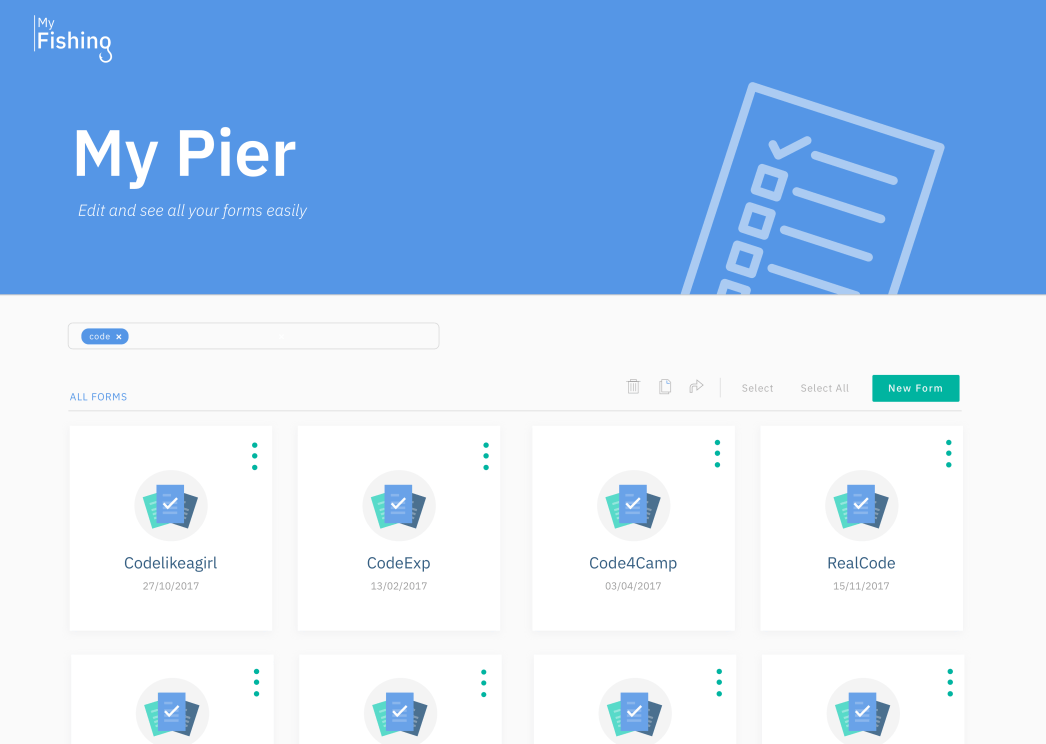 My
Fishing
My Pier
Edit and see all your forms easily
code ×
ALL FORMS
Select
Select All
New Form
Codelikeagirl
27/10/2017
CodeExp
13/02/2017
Code4Camp
03/04/2017
RealCode
15/11/2017